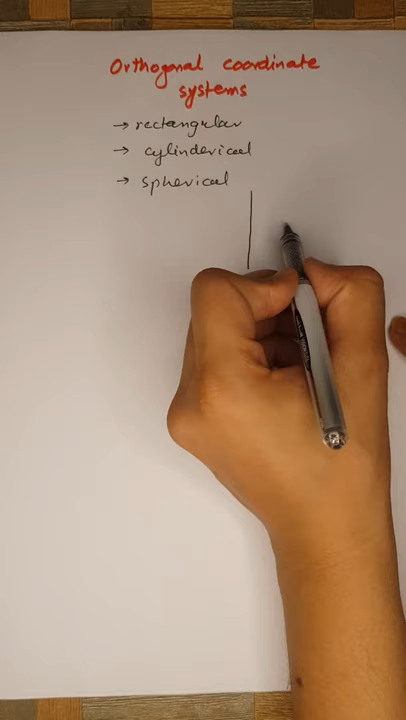 Orthogonal coordinate
systems
→ rectangular
→ cylinderical
→ spherical